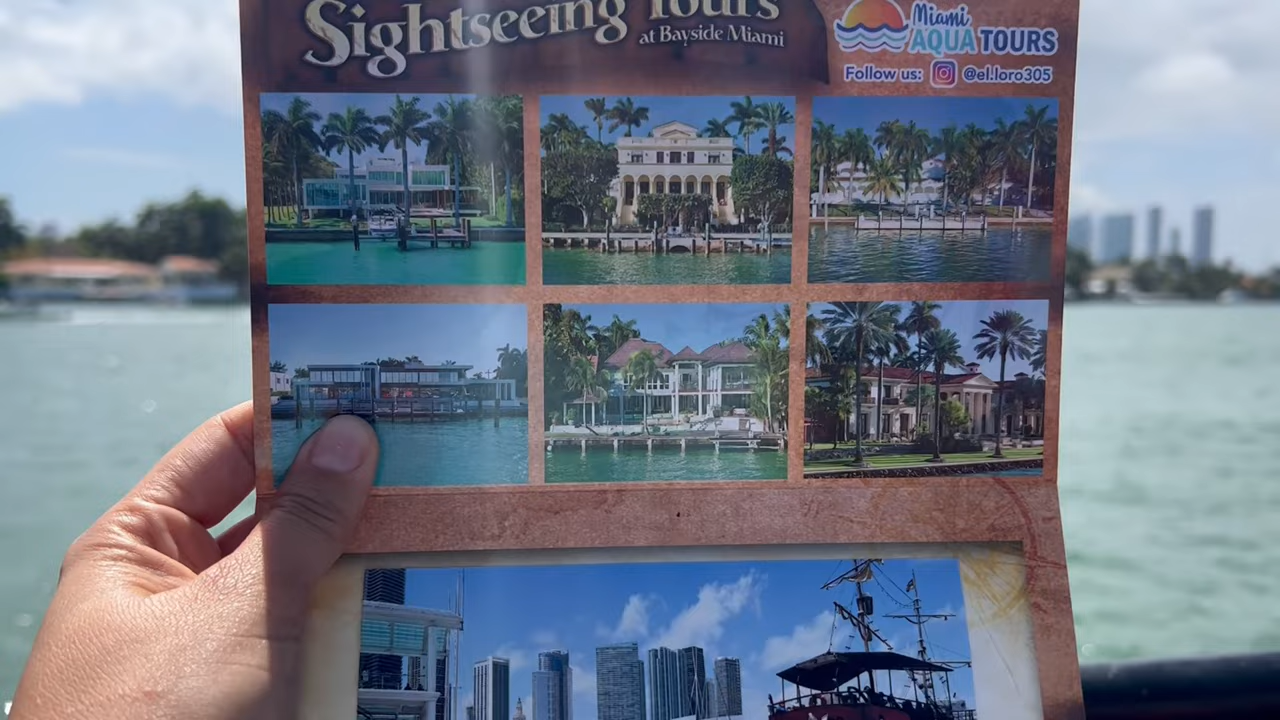 Sightseeing Tours
at Bayside Miami
Miami
AQUA TOURS
Follow us: @el.loro305